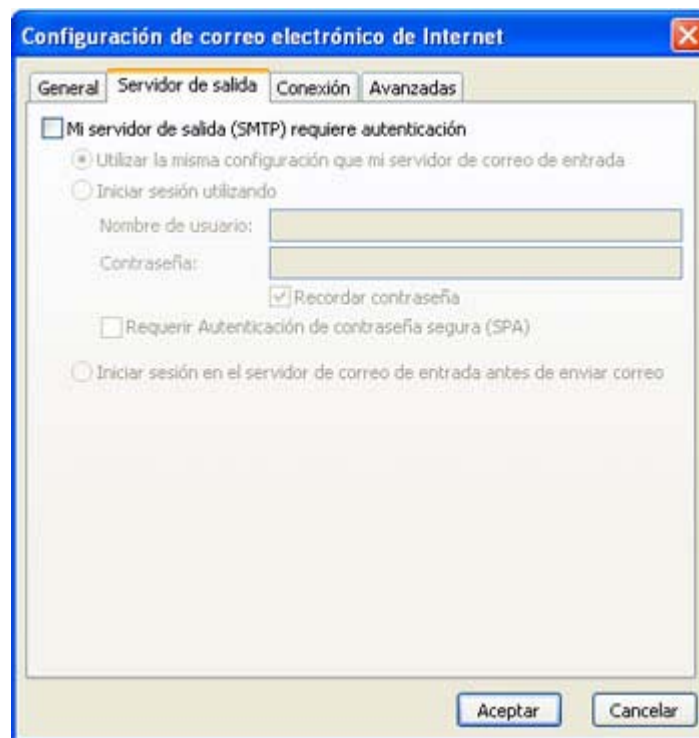 Configuración de correo electrónico de Internet
General Servidor de salida Conexión Avanzadas
Mi servidor de salida (SMTP) requiere autenticación
Utilizar la misma configuración que mi servidor de correo de entrada
Iniciar sesión utilizando
Nombre de usuario:
Contraseña:
Recordar contraseña
Requerir Autenticación de contraseña segura (SPA)
Iniciar sesión en el servidor de correo de entrada antes de enviar correo
Aceptar Cancelar